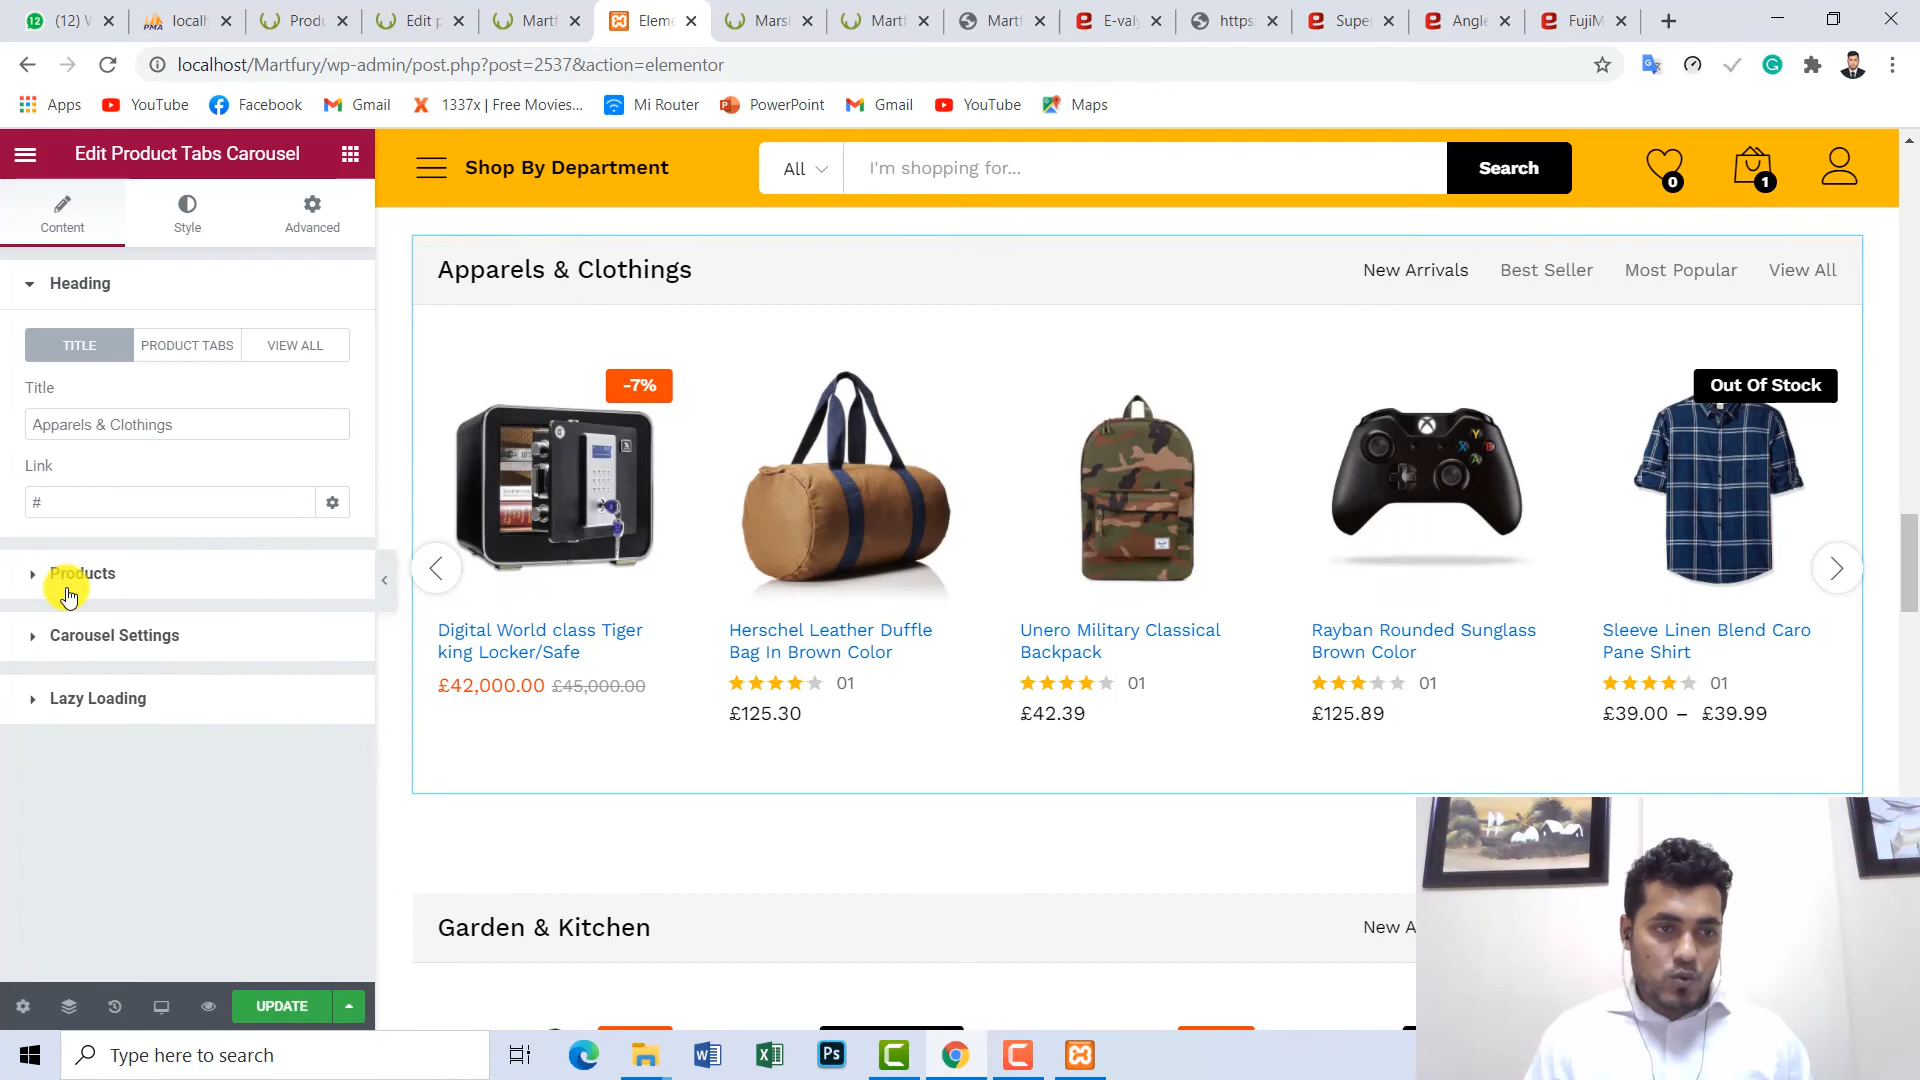 (12) W
localh
Produ
Edit p
Martf
Eleme
Marsh
Martf
Martf
E-valy
https:
Super
Angle
FujiM
localhost/Martfury/wp-admin/post.php?post=2537&action=elementor
Apps
YouTube
Facebook
Gmail
1337x | Free Movies...
Mi Router
PowerPoint
Gmail
YouTube
Maps
Edit Product Tabs Carousel
Content
Style
Advanced
Heading
TITLE
PRODUCT TABS
VIEW ALL
Title
Apparels & Clothings
Link
#
Products
Carousel Settings
Lazy Loading
UPDATE
Shop By Department
All
I'm shopping for...
Search
0
1
Apparels & Clothings
New Arrivals
Best Seller
Most Popular
View All
-7%
Out Of Stock
Digital World class Tiger
king Locker/Safe
£42,000.00 £45,000.00
Herschel Leather Duffle
Bag In Brown Color
01
£125.30
Unero Military Classical
Backpack
01
£42.39
Rayban Rounded Sunglass
Brown Color
01
£125.89
Sleeve Linen Blend Caro
Pane Shirt
01
£39.00 – £39.99
Garden & Kitchen
New A
Type here to search